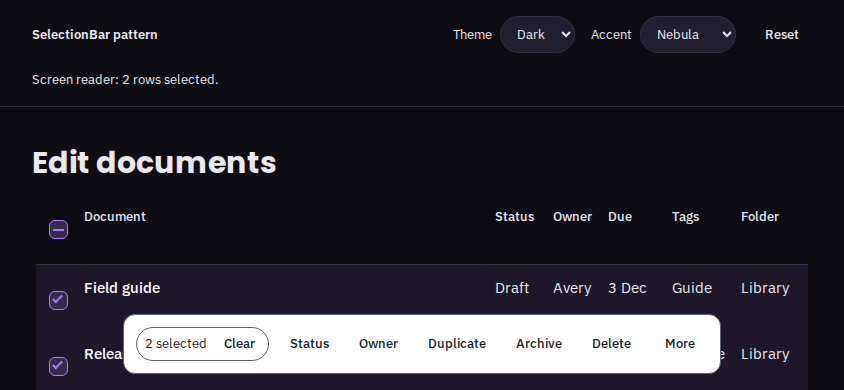 SelectionBar pattern Theme Dark Accent Nebula Reset
Screen reader: 2 rows selected.
Edit documents
Document Status Owner Due Tags Folder
Field guide Draft Avery 3 Dec Guide Library
2 selected Clear Status Owner Duplicate Archive Delete More
Library